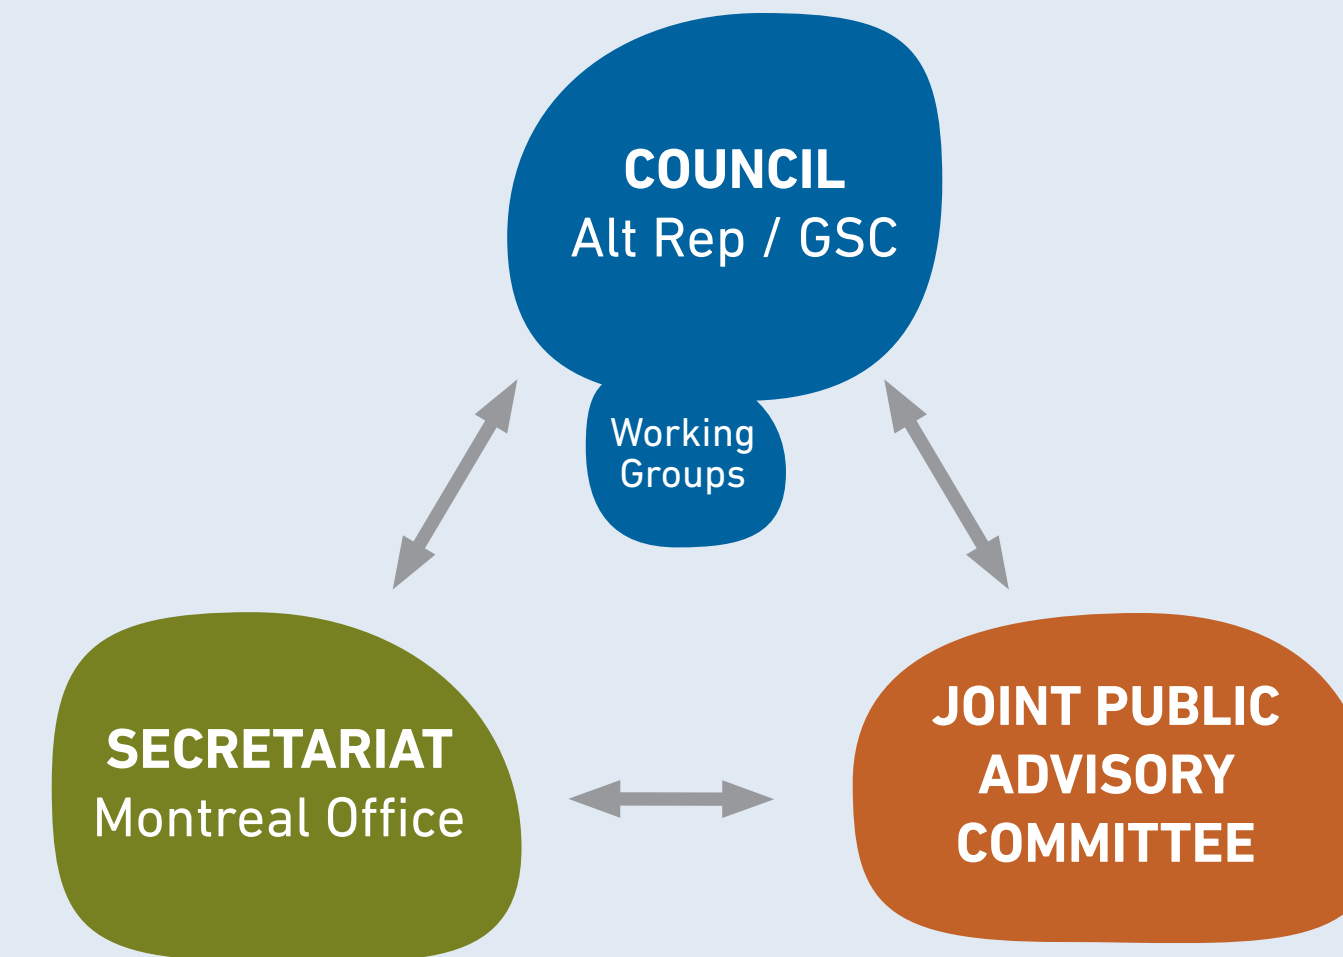 COUNCIL
Alt Rep / GSC
Working
Groups
SECRETARIAT
Montreal Office
JOINT PUBLIC
ADVISORY
COMMITTEE